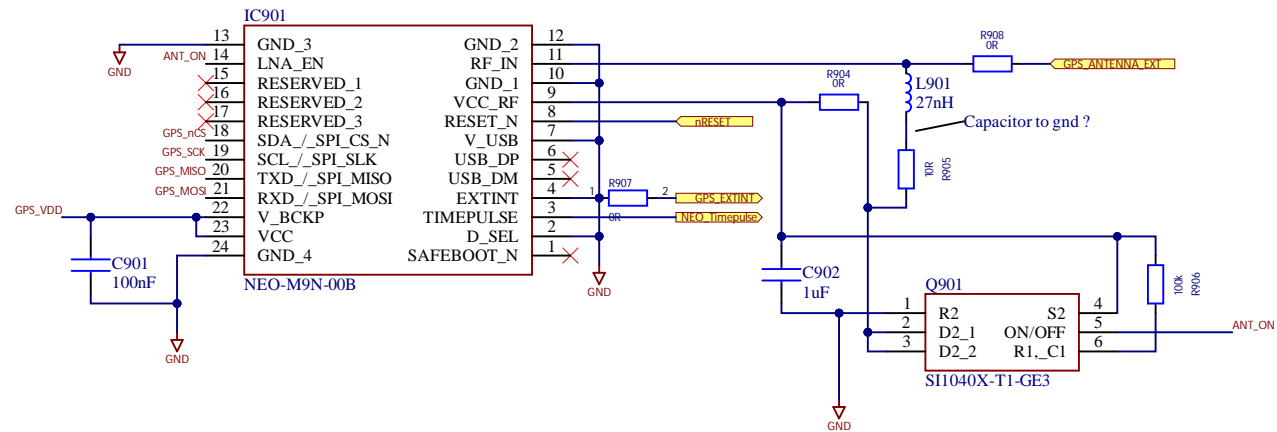 IC901
13 GND_3 GND_2 12
ANT_ON 14 LNA_EN RF_IN 11
15 RESERVED_1 GND_1 10
16 RESERVED_2 VCC_RF 9
17 RESERVED_3 RESET_N 8 nRESET
GPS_nCS 18 SDA_/_SPI_CS_N V_USB 7
GPS_SCK 19 SCL_/_SPI_SLK USB_DP 6
GPS_MISO 20 TXD_/_SPI_MISO USB_DM 5
GPS_MOSI 21 RXD_/_SPI_MOSI EXTINT 4 1 R907 2 GPS_EXTINT
0R
GPS_VDD 22 V_BCKP TIMEPULSE 3 NEO_Timepulse
23 VCC D_SEL 2
24 GND_4 SAFEBOOT_N 1
NEO-M9N-00B
GND
C901
100nF
GND
GND
R908
0R
GPS_ANTENNA_EXT
R904
0R
L901
27nH
Capacitor to gnd ?
10R
R905
C902
1uF
100k
R906
Q901
1 R2 S2 4
2 D2_1 ON/OFF 5 ANT_ON
3 D2_2 R1,_C1 6
SI1040X-T1-GE3
GND